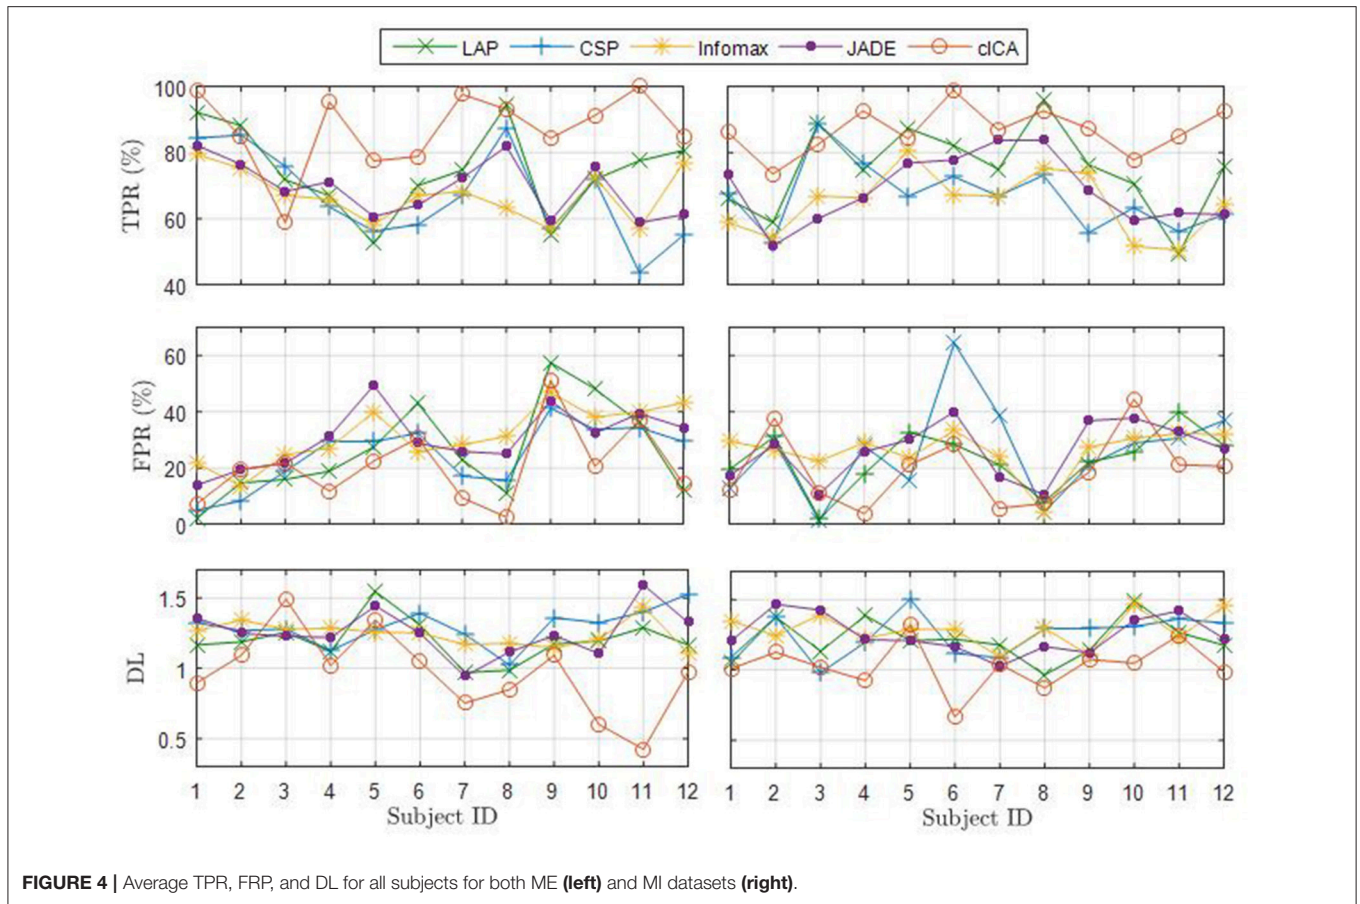 LAP CSP Infomax JADE cICA
TPR (%)
100
80
60
40
FPR (%)
60
40
20
0
DL
1.5
1
0.5
1 2 3 4 5 6 7 8 9 10 11 12
Subject ID
1 2 3 4 5 6 7 8 9 10 11 12
Subject ID
FIGURE 4 | Average TPR, FRP, and DL for all subjects for both ME (left) and MI datasets (right).